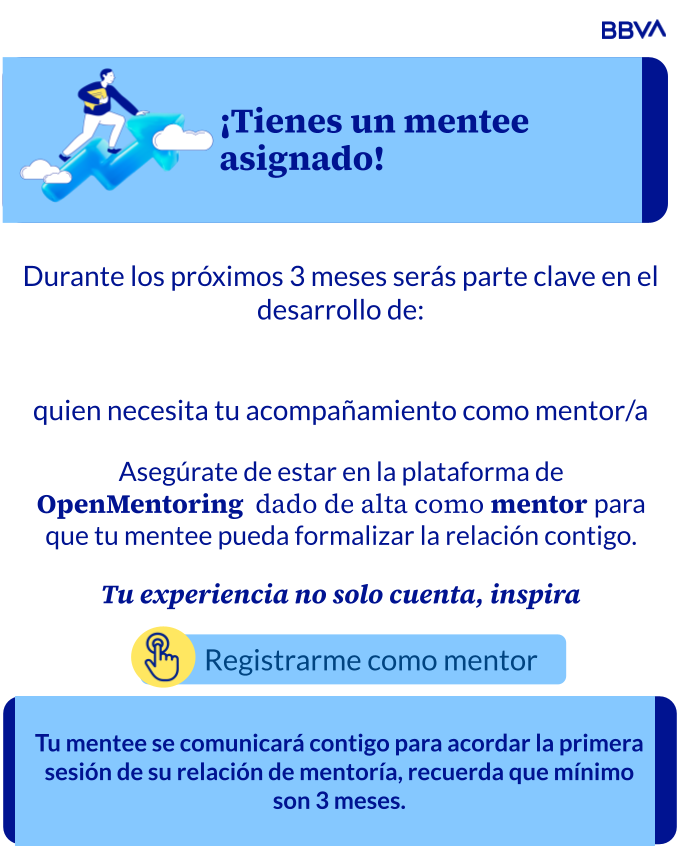 BBVA
¡Tienes un mentee
asignado!
Durante los próximos 3 meses serás parte clave en el
desarrollo de:
quien necesita tu acompañamiento como mentor/a
Asegúrate de estar en la plataforma de
OpenMentoring dado de alta como mentor para
que tu mentee pueda formalizar la relación contigo.
Tu experiencia no solo cuenta, inspira
Registrarme como mentor
Tu mentee se comunicará contigo para acordar la primera
sesión de su relación de mentoría, recuerda que mínimo
son 3 meses.